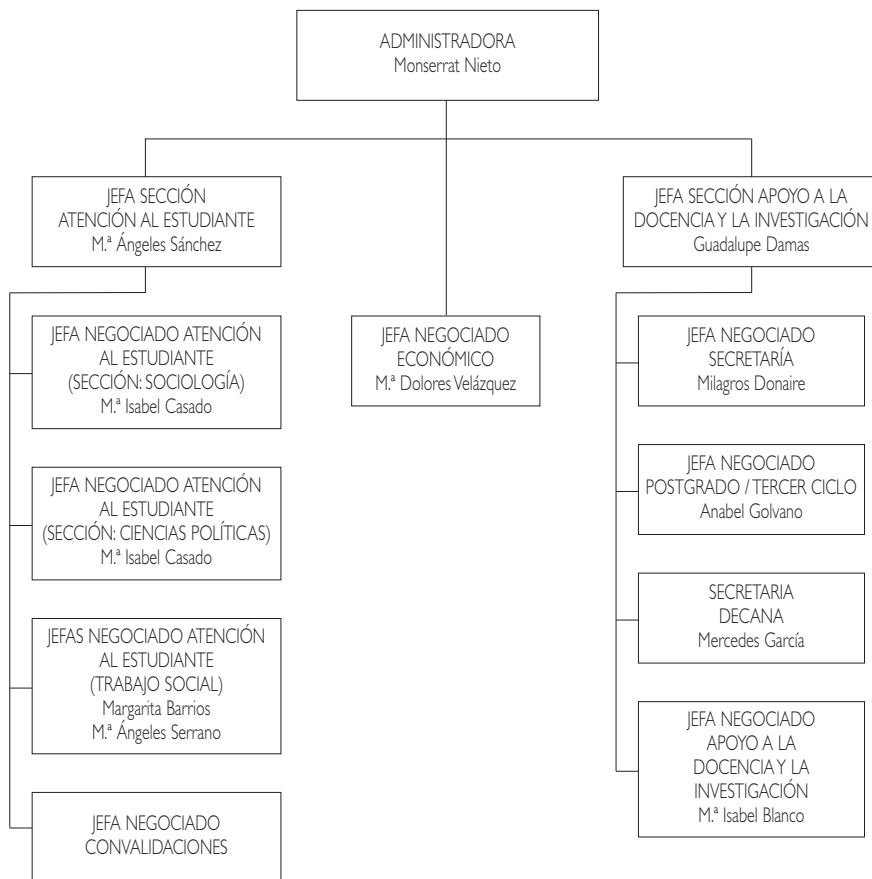 ADMINISTRADORA
Monserrat Nieto
JEFA SECCIÓN
ATENCIÓN AL ESTUDIANTE
M.ª Ángeles Sánchez
JEFA SECCIÓN APOYO A LA
DOCENCIA Y LA INVESTIGACIÓN
Guadalupe Damas
JEFA NEGOCIADO ATENCIÓN
AL ESTUDIANTE
(SECCIÓN: SOCIOLOGÍA)
M.ª Isabel Casado
JEFA NEGOCIADO
ECONÓMICO
M.ª Dolores Velázquez
JEFA NEGOCIADO
SECRETARÍA
Milagros Donaire
JEFA NEGOCIADO ATENCIÓN
AL ESTUDIANTE
(SECCIÓN: CIENCIAS POLÍTICAS)
M.ª Isabel Casado
JEFA NEGOCIADO
POSTGRADO / TERCER CICLO
Anabel Golvano
JEFAS NEGOCIADO ATENCIÓN
AL ESTUDIANTE
(TRABAJO SOCIAL)
Margarita Barrios
M.ª Ángeles Serrano
SECRETARIA
DECANA
Mercedes García
JEFA NEGOCIADO
APOYO A LA
DOCENCIA Y LA
INVESTIGACIÓN
M.ª Isabel Blanco
JEFA NEGOCIADO
CONVALIDACIONES